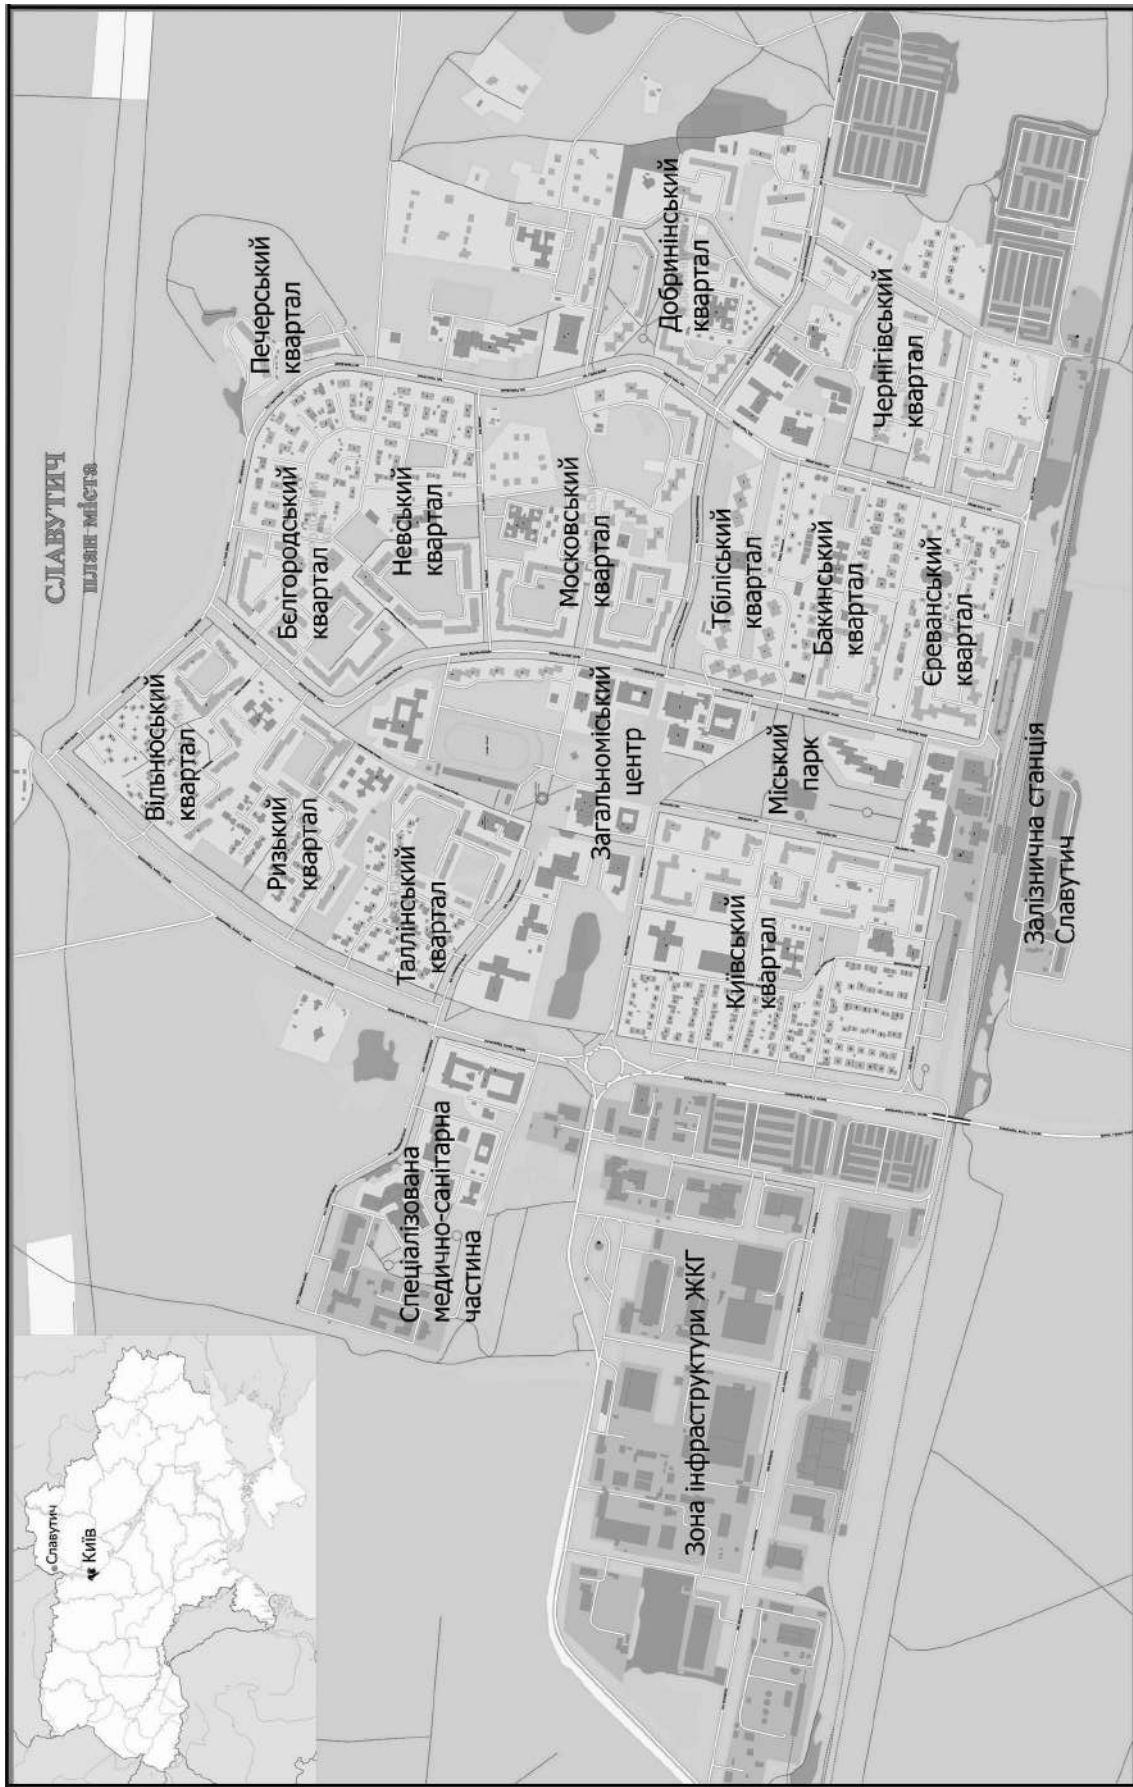 СЛАВУТИЧ
план міста
Славутич
Київ
Печерський
квартал
Бєлгородський
квартал
Невський
квартал
Вільнюський
квартал
Ризький
квартал
Таллінський
квартал
Московський
квартал
Добринінський
квартал
Чернігівський
квартал
Тбіліський
квартал
Бакинський
квартал
Єреванський
квартал
Загальноміський
центр
Міський
парк
Київський
квартал
Спеціалізована
медично-санітарна
частина
Зона інфраструктури ЖКГ
Залізнична станція
Славутич